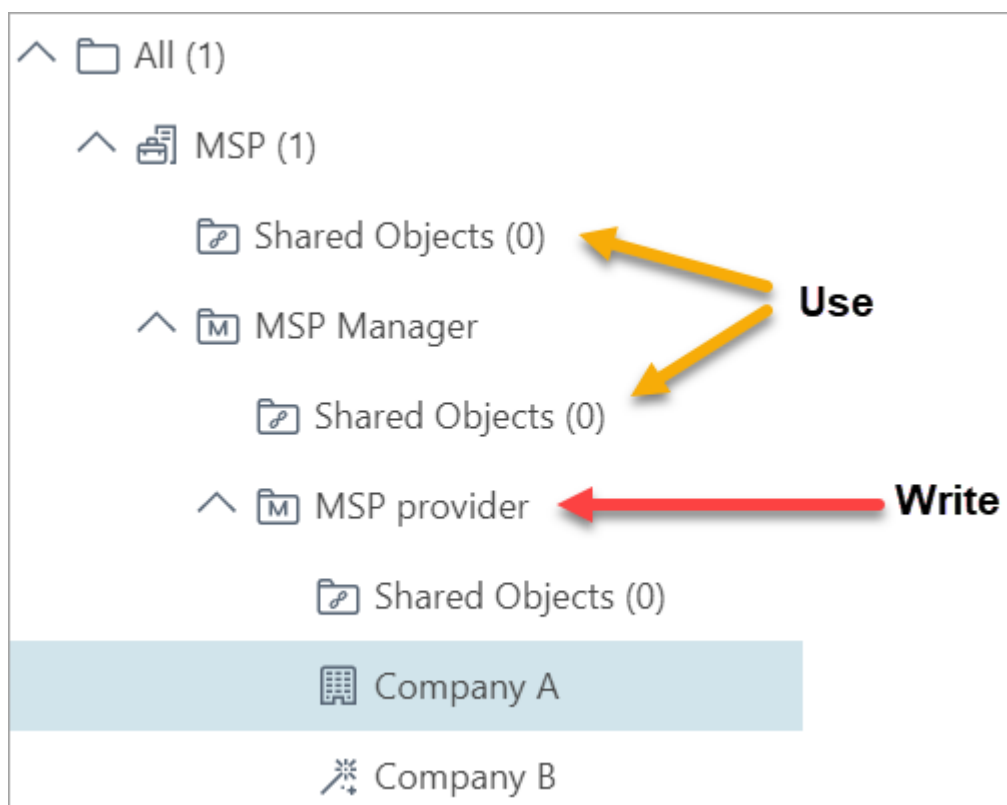 All (1)
MSP (1)
Shared Objects (0)
Use
MSP Manager
Shared Objects (0)
MSP provider
Write
Shared Objects (0)
Company A
Company B